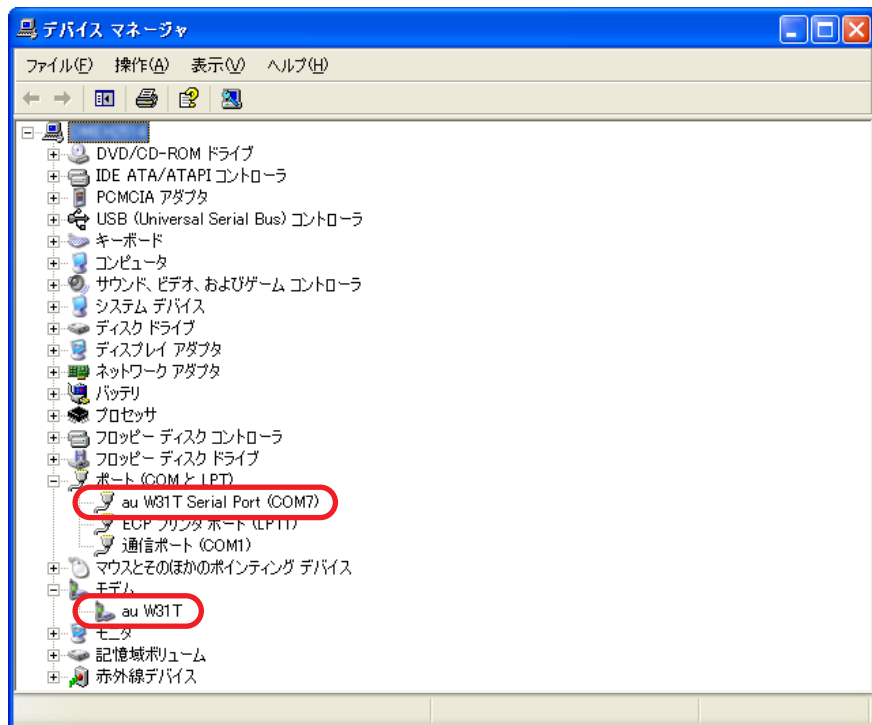 デバイス マネージャ
ファイル(F) 操作(A) 表示(V) ヘルプ(H)
DVD/CD-ROM ドライブ
IDE ATA/ATAPI コントローラ
PCMCIA アダプタ
USB (Universal Serial Bus) コントローラ
キーボード
コンピュータ
サウンド、ビデオ、およびゲーム コントローラ
システム デバイス
ディスク ドライブ
ディスプレイ アダプタ
ネットワーク アダプタ
バッテリ
プロセッサ
フロッピー ディスク コントローラ
フロッピー ディスク ドライブ
ポート (COM と LPT)
au W31T Serial Port (COM7)
ECP プリンタ ポート (LPT1)
通信ポート (COM1)
マウスとそのほかのポインティング デバイス
モデム
au W31T
モニタ
記憶域ボリューム
赤外線デバイス